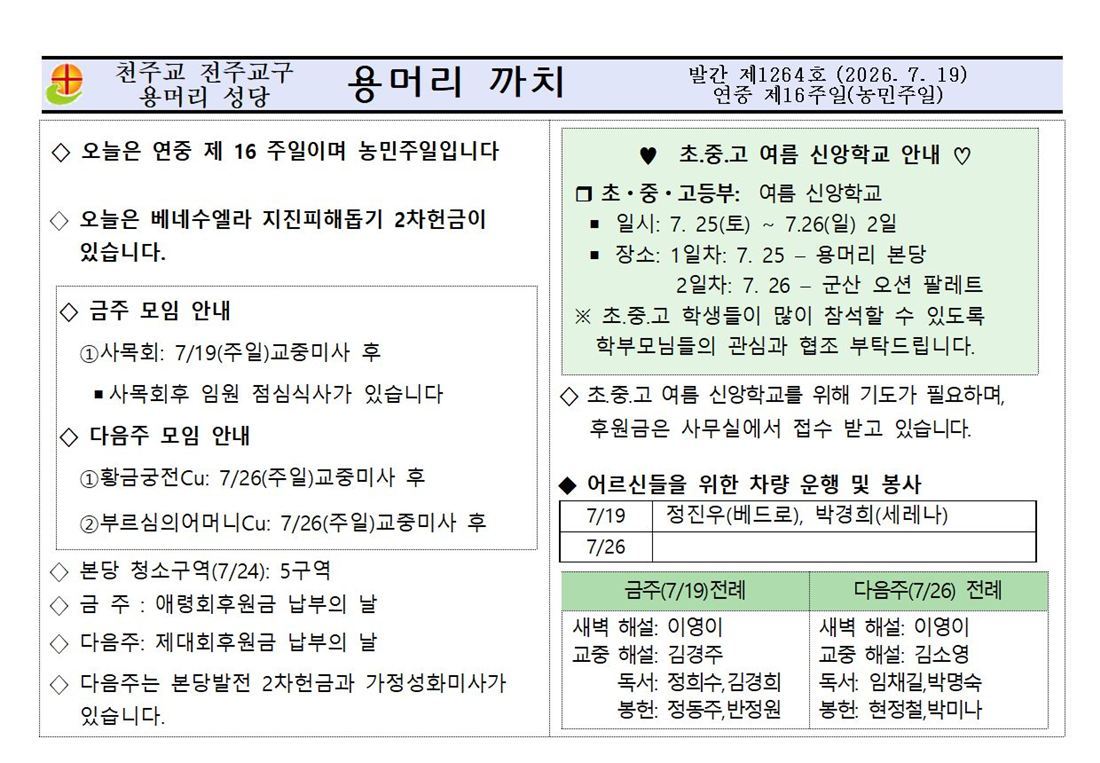 천주교 전주교구
용머리 성당
용머리 까치
발간 제1264호 (2026. 7. 19)
연중 제16주일(농민주일)
◇ 오늘은 연중 제 16 주일이며 농민주일입니다
◇ 오늘은 베네수엘라 지진피해돕기 2차헌금이
있습니다.
◇ 금주 모임 안내
①사목회: 7/19(주일)교중미사 후
▪사목회후 임원 점심식사가 있습니다
◇ 다음주 모임 안내
①황금궁전Cu: 7/26(주일)교중미사 후
②부르심의어머니Cu: 7/26(주일)교중미사 후
◇ 본당 청소구역(7/24): 5구역
◇ 금 주 : 애령회후원금 납부의 날
◇ 다음주: 제대회후원금 납부의 날
◇ 다음주는 본당발전 2차헌금과 가정성화미사가
있습니다.
♥ 초.중.고 여름 신앙학교 안내 ♡
❒ 초・중・고등부: 여름 신앙학교
▪ 일시: 7. 25(토) ~ 7.26(일) 2일
▪ 장소: 1일차: 7. 25 – 용머리 본당
2일차: 7. 26 – 군산 오션 팔레트
※ 초.중.고 학생들이 많이 참석할 수 있도록
학부모님들의 관심과 협조 부탁드립니다.
◇ 초.중.고 여름 신앙학교를 위해 기도가 필요하며,
후원금은 사무실에서 접수 받고 있습니다.
◆ 어르신들을 위한 차량 운행 및 봉사
7/19 정진우(베드로), 박경희(세레나)
7/26
금주(7/19)전례
새벽 해설: 이영이
교중 해설: 김경주
독서: 정희수,김경희
봉헌: 정동주,반정원
다음주(7/26) 전례
새벽 해설: 이영이
교중 해설: 김소영
독서: 임채길,박명숙
봉헌: 현정철,박미나